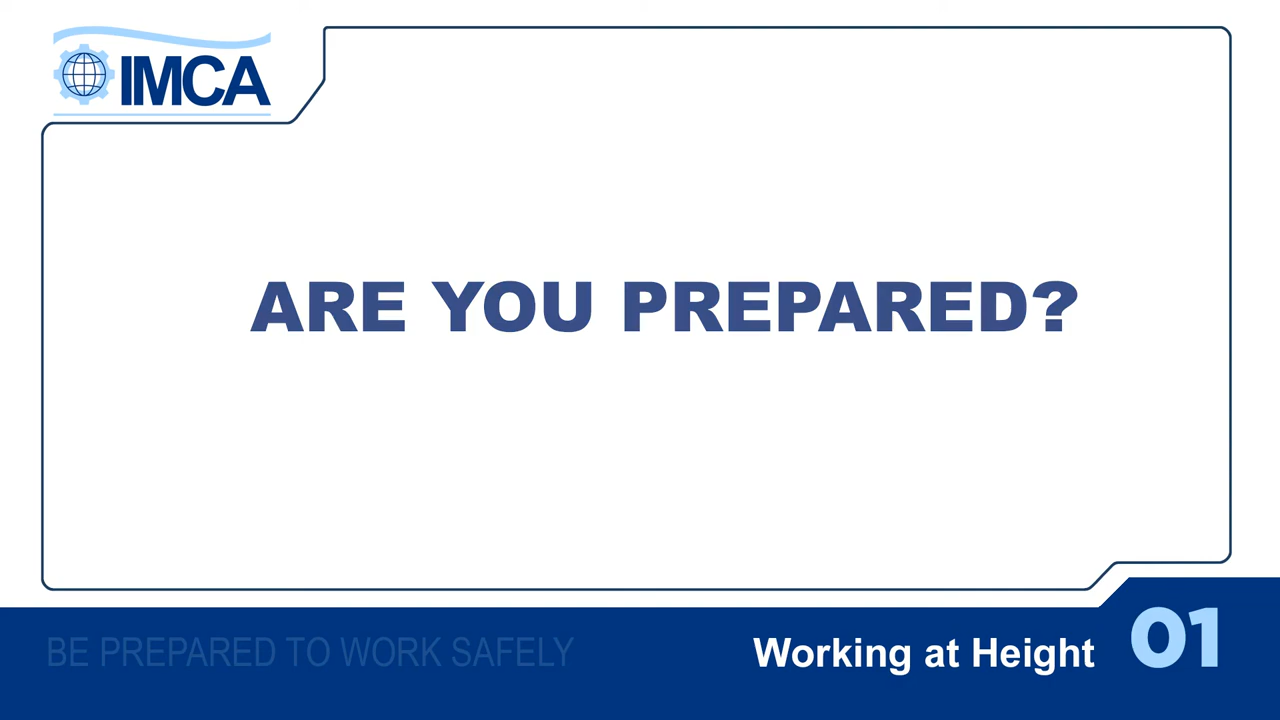 IMCA
ARE YOU PREPARED?
BE PREPARED TO WORK SAFELY
Working at Height
01